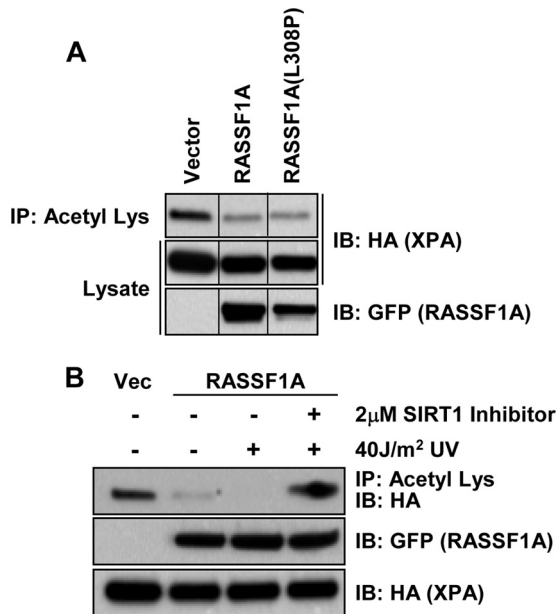 A
Vector
RASSF1A
RASSF1A(L308P)
IP: Acetyl Lys
IB: HA (XPA)
Lysate
IB: GFP (RASSF1A)
B
Vec RASSF1A
- - - + 2μM SIRT1 Inhibitor
- - + + 40J/m² UV
IP: Acetyl Lys
IB: HA
IB: GFP (RASSF1A)
IB: HA (XPA)